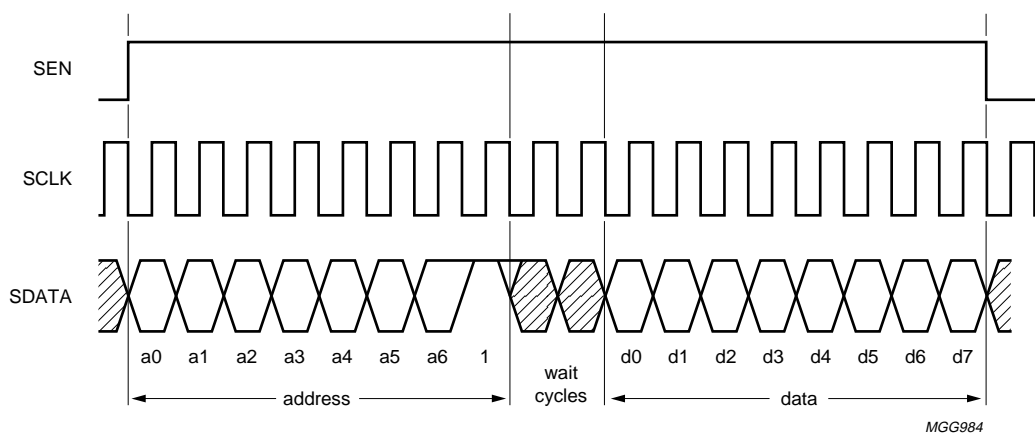 SEN
SCLK
SDATA
a0 a1 a2 a3 a4 a5 a6 1 d0 d1 d2 d3 d4 d5 d6 d7
wait
cycles
address
data
MGG984